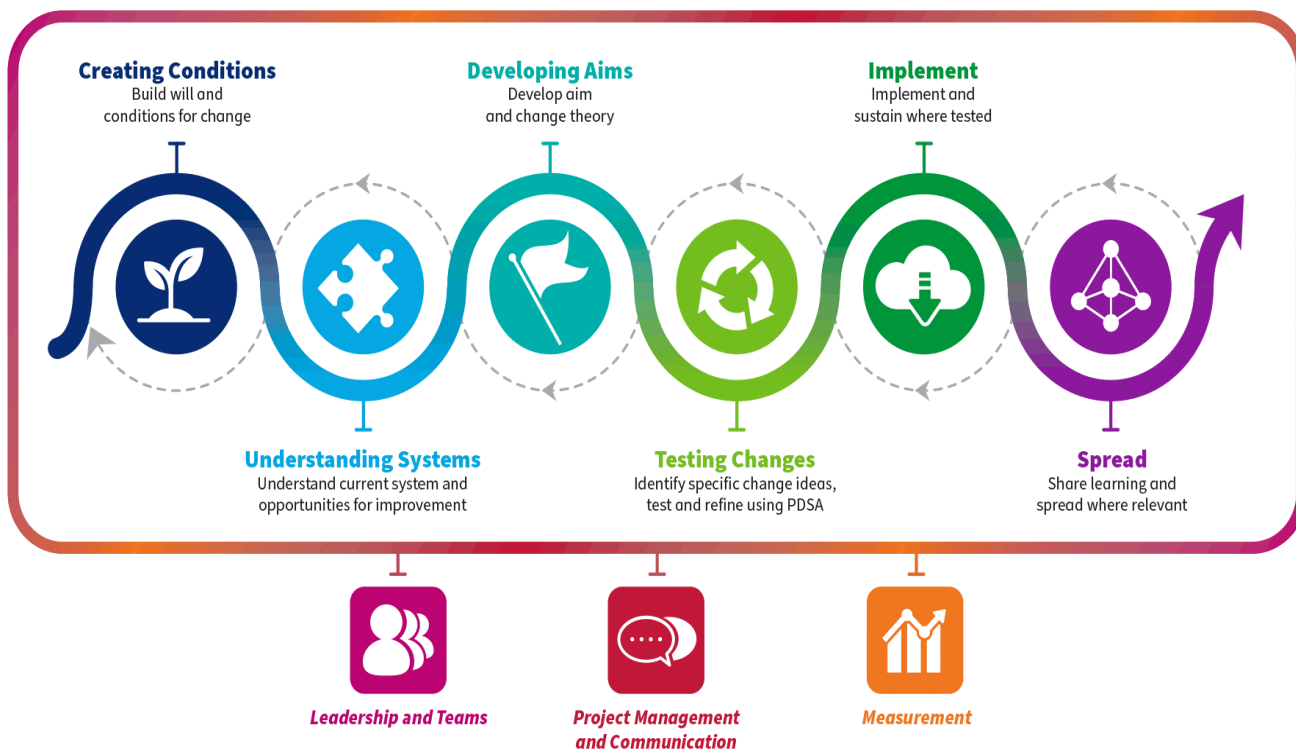 Creating Conditions
Build will and
conditions for change
Developing Aims
Develop aim
and change theory
Implement
Implement and
sustain where tested
Understanding Systems
Understand current system and
opportunities for improvement
Testing Changes
Identify specific change ideas,
test and refine using PDSA
Spread
Share learning and
spread where relevant
Leadership and Teams
Project Management
and Communication
Measurement